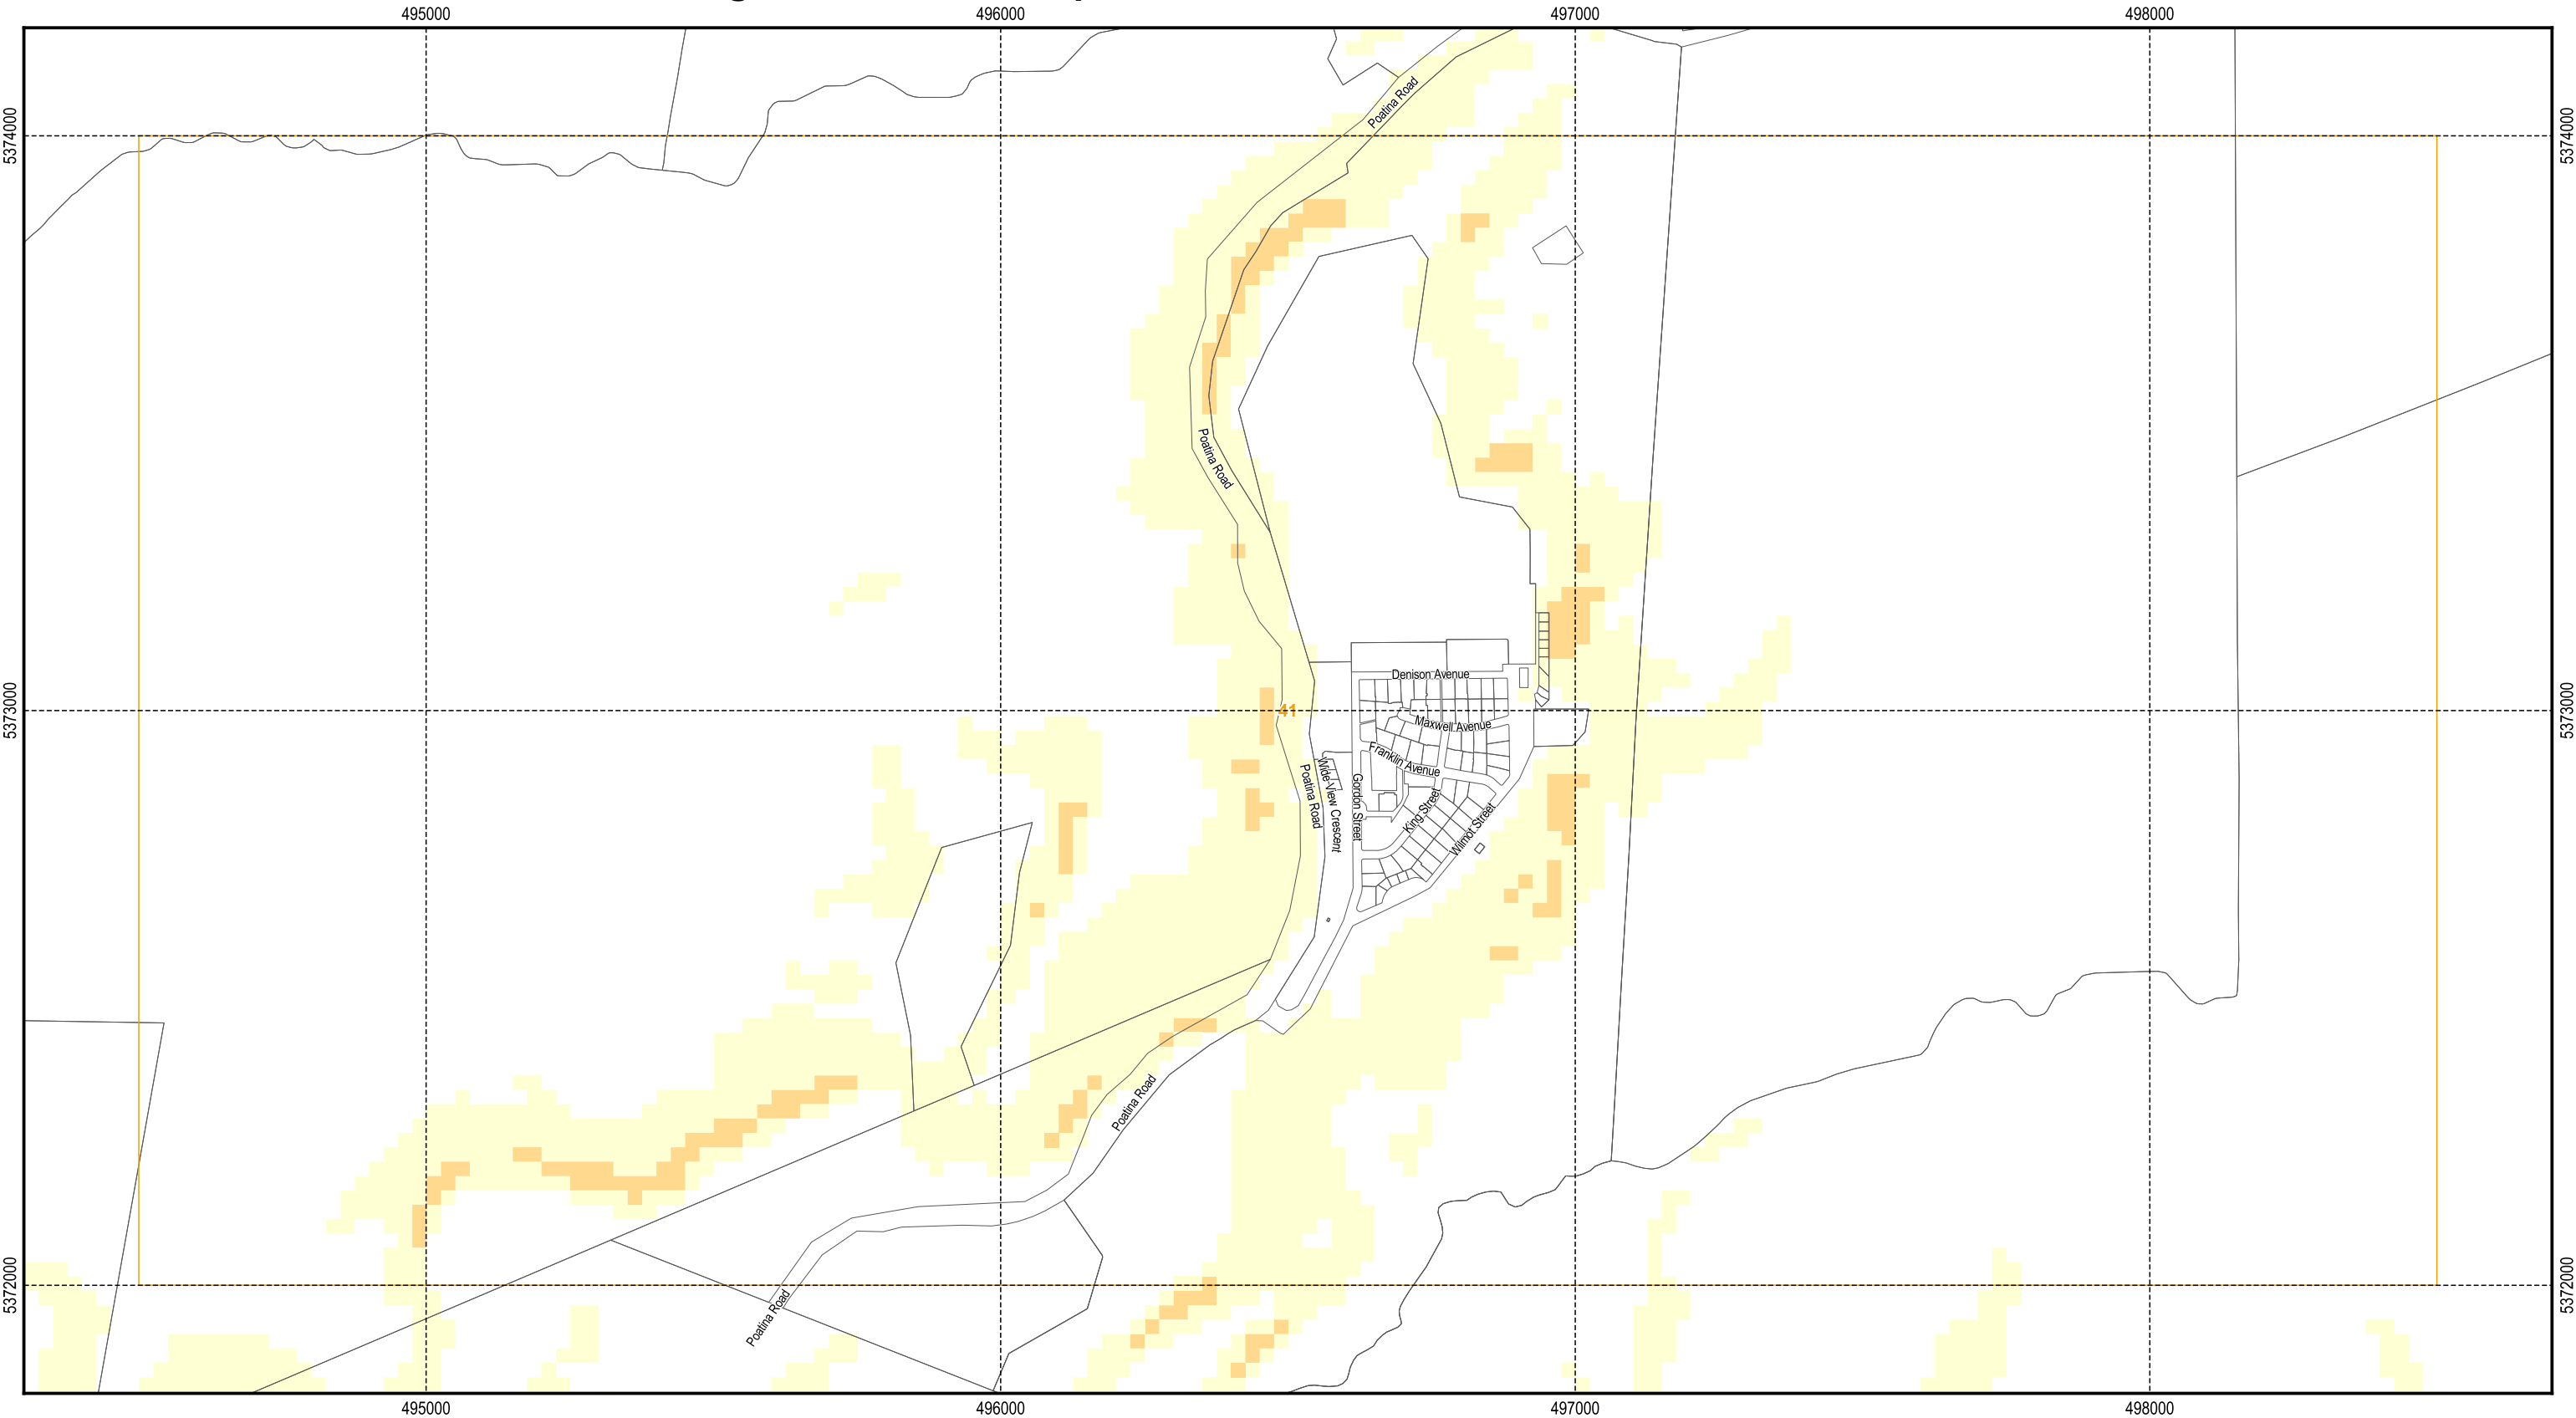 495000 496000 497000 498000
5374000 5374000
Poatina Road
Poatina Road
Denison Avenue
5373000 41 5373000
Maxwell Avenue
Franklin Avenue
Poatina Road
Wide View Crescent
Gordon Street
King Street
Wilmot Street
Poatina Road
5372000 5372000
Poatina Road
495000 496000 497000 498000